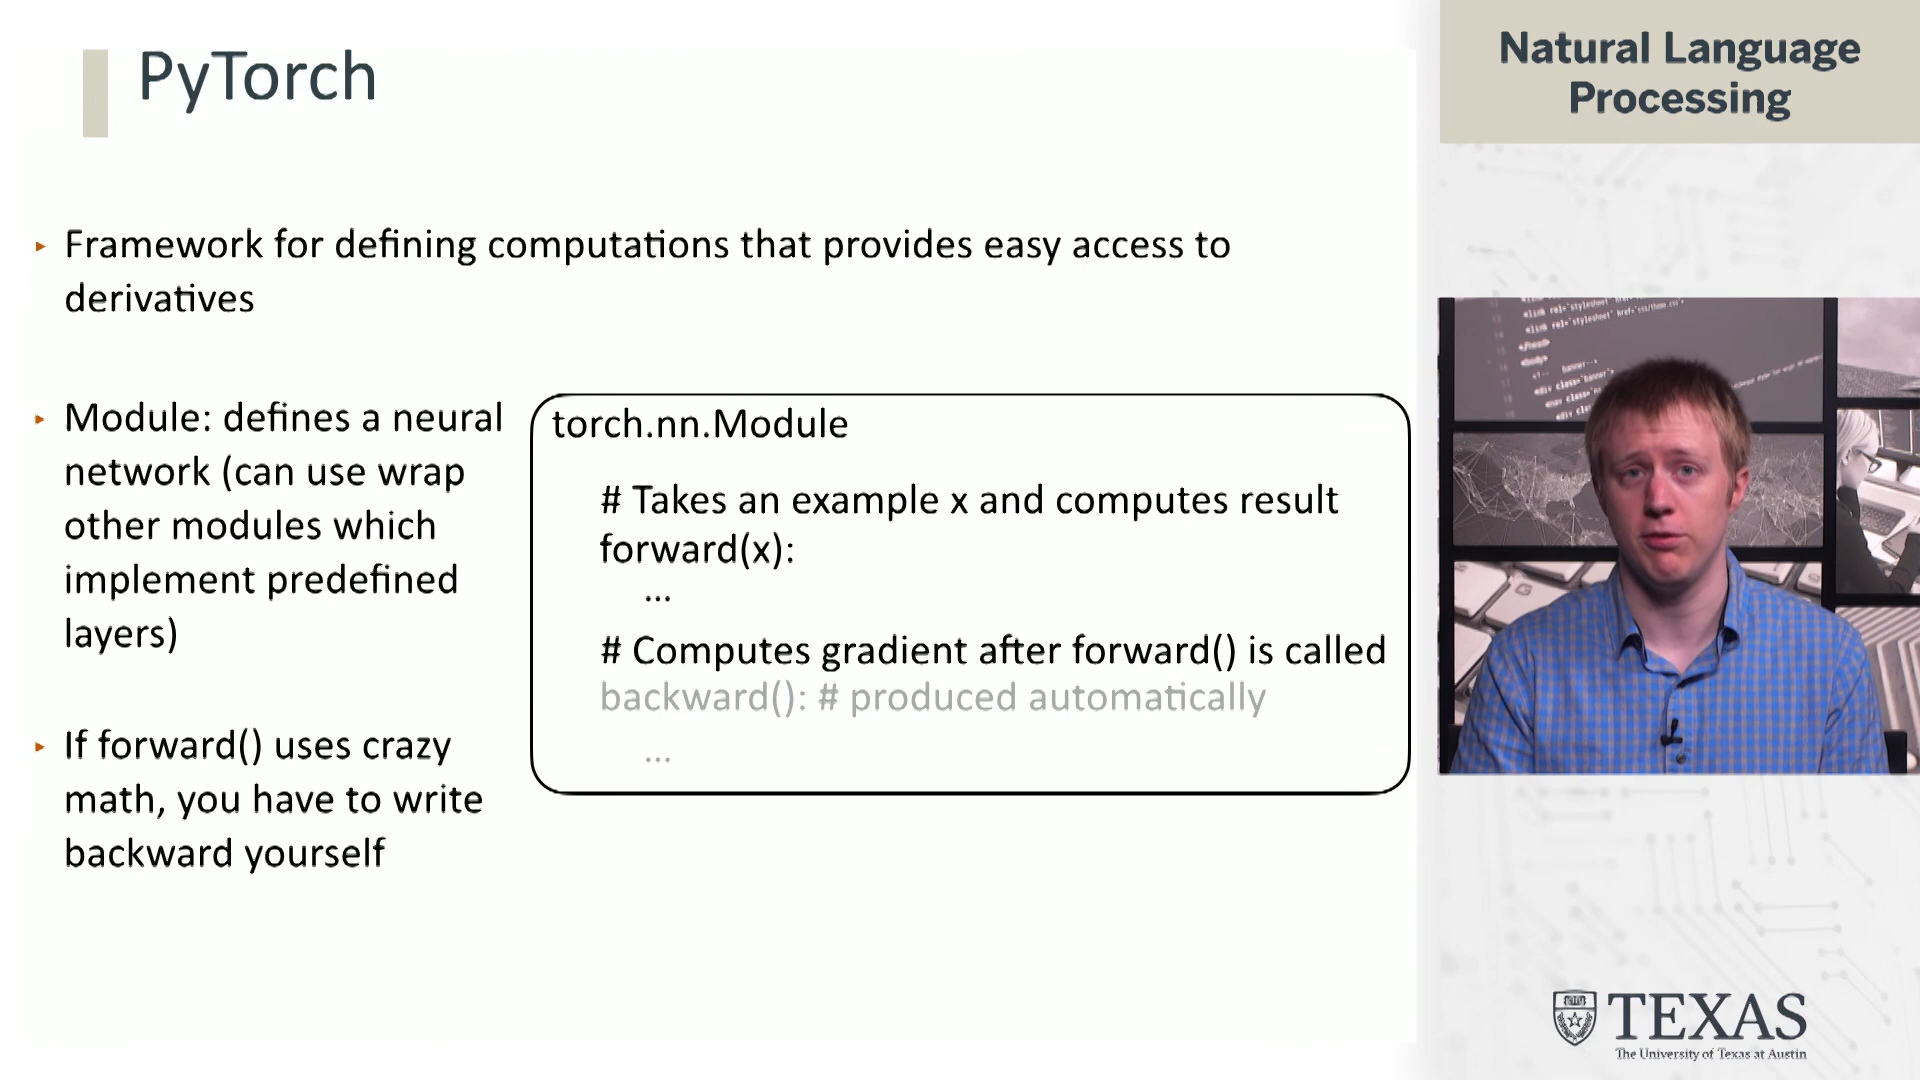 PyTorch
Natural Language
Processing
‣ Framework for defining computations that provides easy access to
derivatives
‣ Module: defines a neural
network (can use wrap
other modules which
implement predefined
layers)
‣ If forward() uses crazy
math, you have to write
backward yourself
torch.nn.Module
# Takes an example x and computes result
forward(x):
...
# Computes gradient after forward() is called
backward(): # produced automatically
...
TEXAS
The University of Texas at Austin